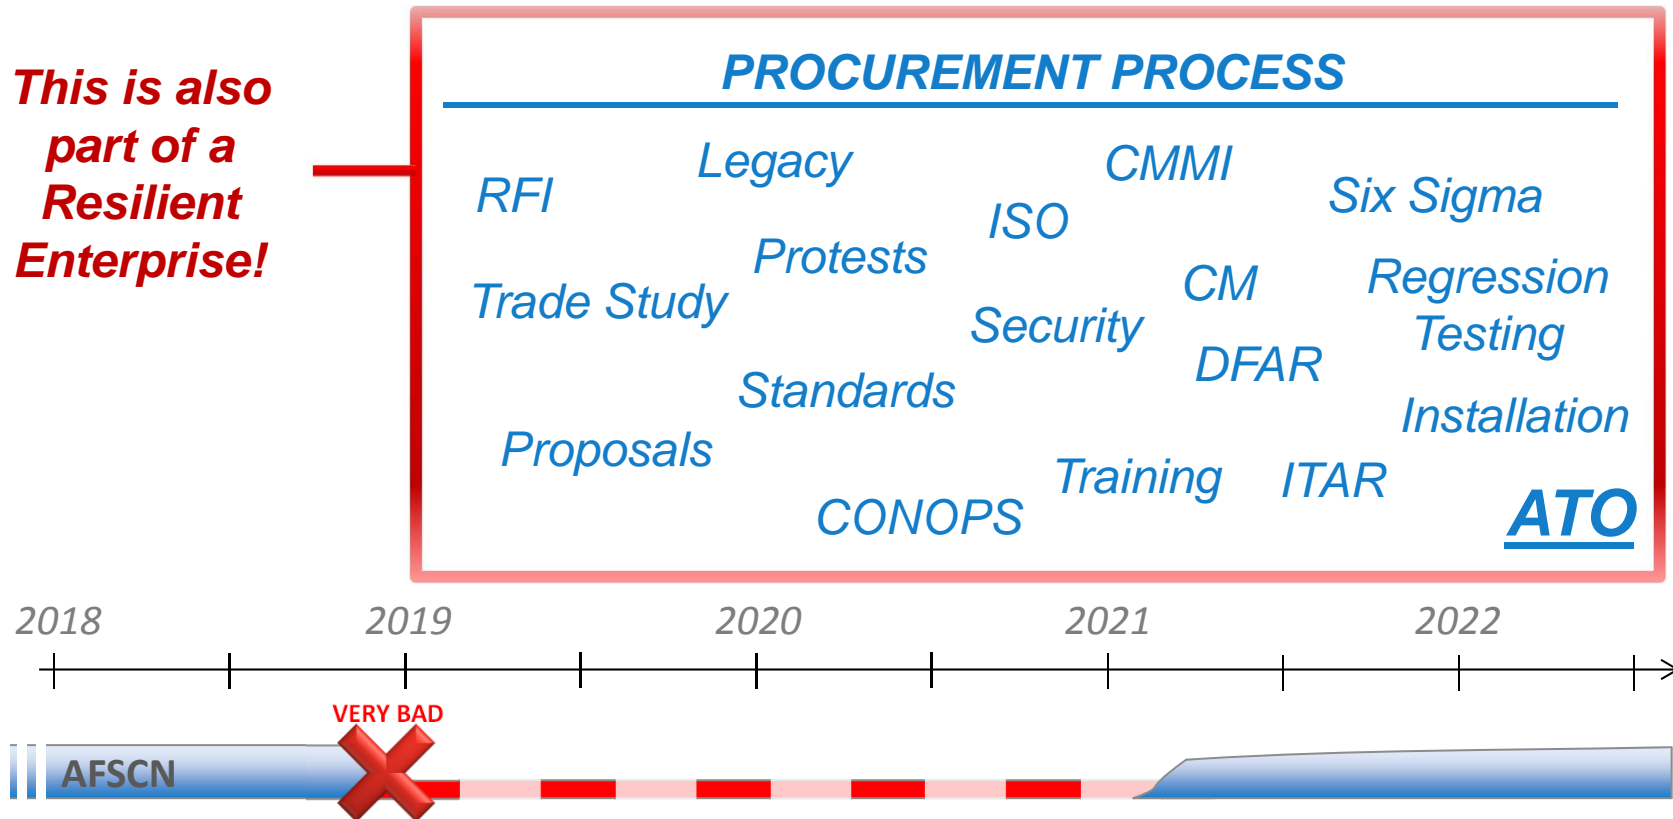 This is also
part of a
Resilient
Enterprise!
PROCUREMENT PROCESS
Legacy
CMMI
RFI
Six Sigma
ISO
Protests
Trade Study
CM
Regression
Testing
Security
DFAR
Standards
Installation
Proposals
Training
ITAR
CONOPS
ATO
2018
2019
2020
2021
2022
VERY BAD
AFSCN